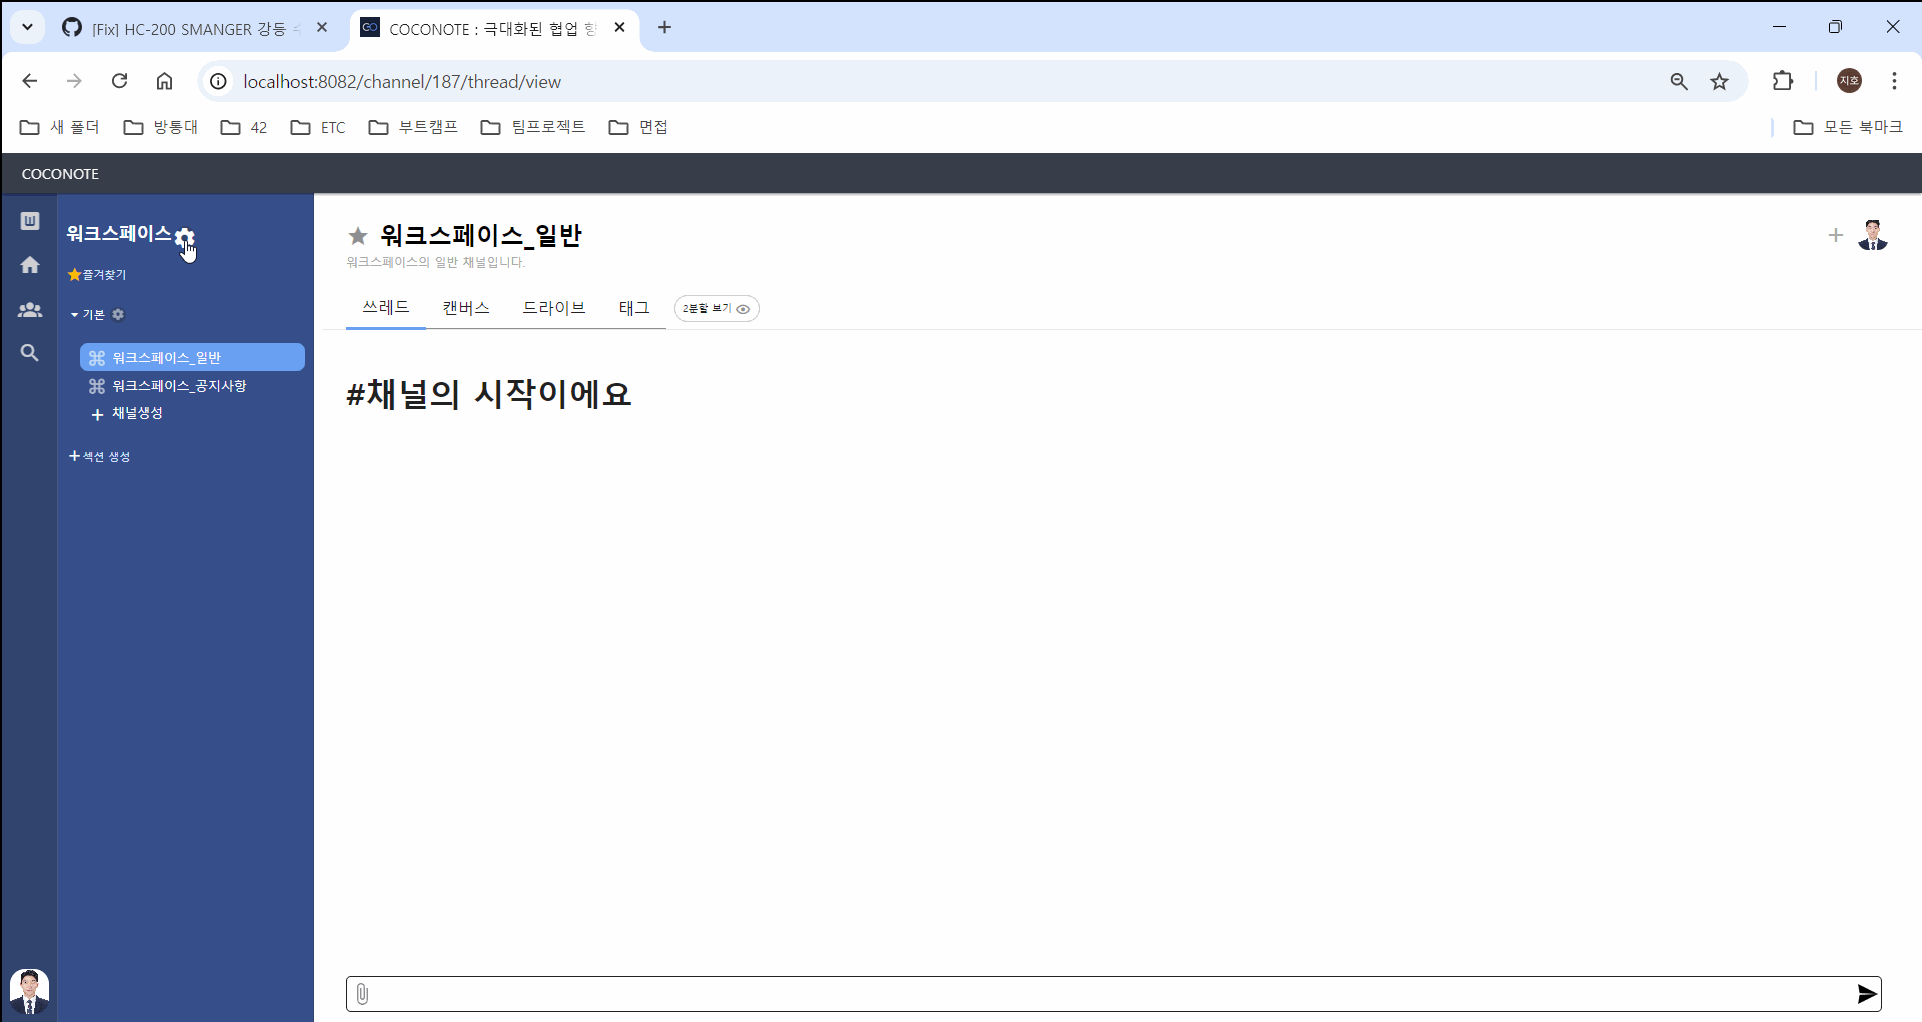 [Fix] HC-200 SMANGER 강등
COCONOTE : 극대화된 협업 향
localhost:8082/channel/187/thread/view
지호
새 폴더
방통대
42
ETC
부트캠프
팀프로젝트
면접
모든 북마크
COCONOTE
워크스페이스
즐겨찾기
기본
워크스페이스_일반
워크스페이스_공지사항
채널생성
섹션 생성
워크스페이스_일반
워크스페이스의 일반 채널입니다.
쓰레드
캔버스
드라이브
태그
2분할 보기
#채널의 시작이에요